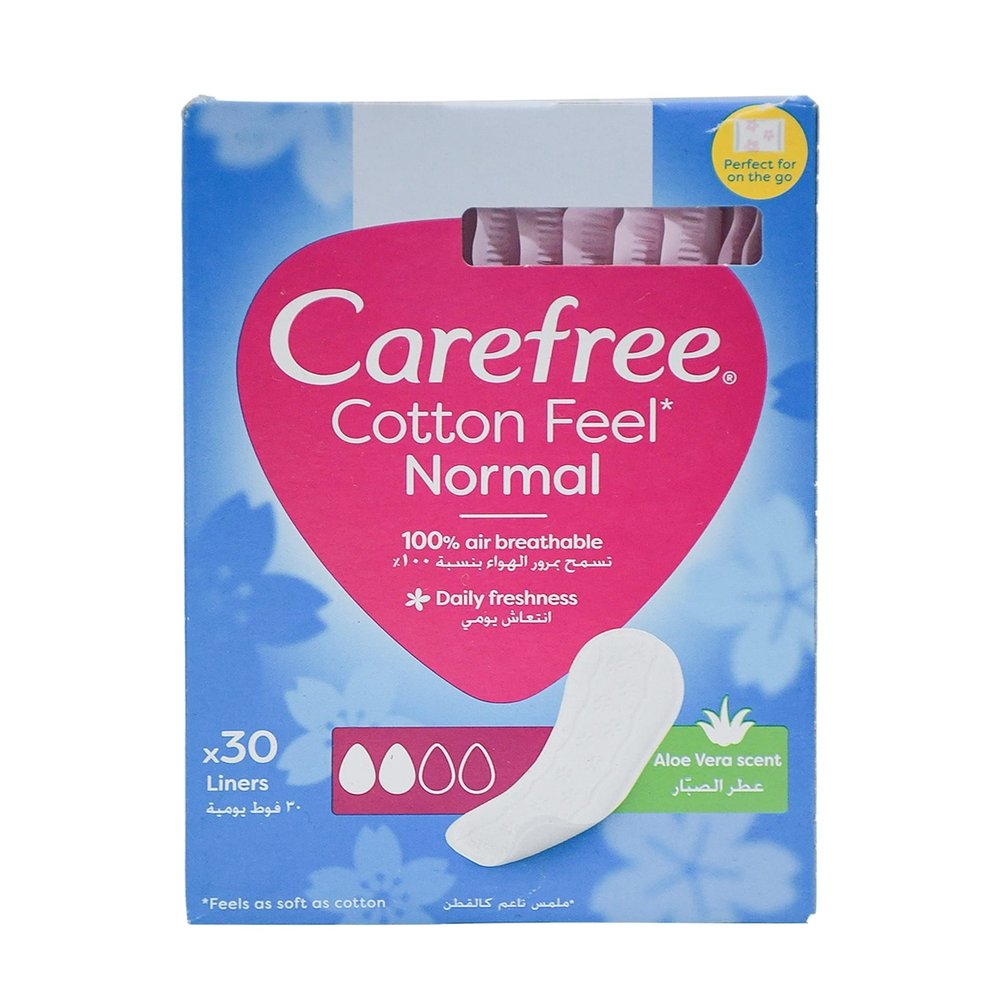 Perfect for
on the go
Carefree®
Cotton Feel*
Normal
100% air breathable
تسمح بمرور الهواء بنسبة ١٠٠٪
Daily freshness
انتعاش يومي
x30
Liners
٣٠ فوط يومية
Aloe Vera scent
عطر الصبّار
*Feels as soft as cotton
*ملمس ناعم كالقطن